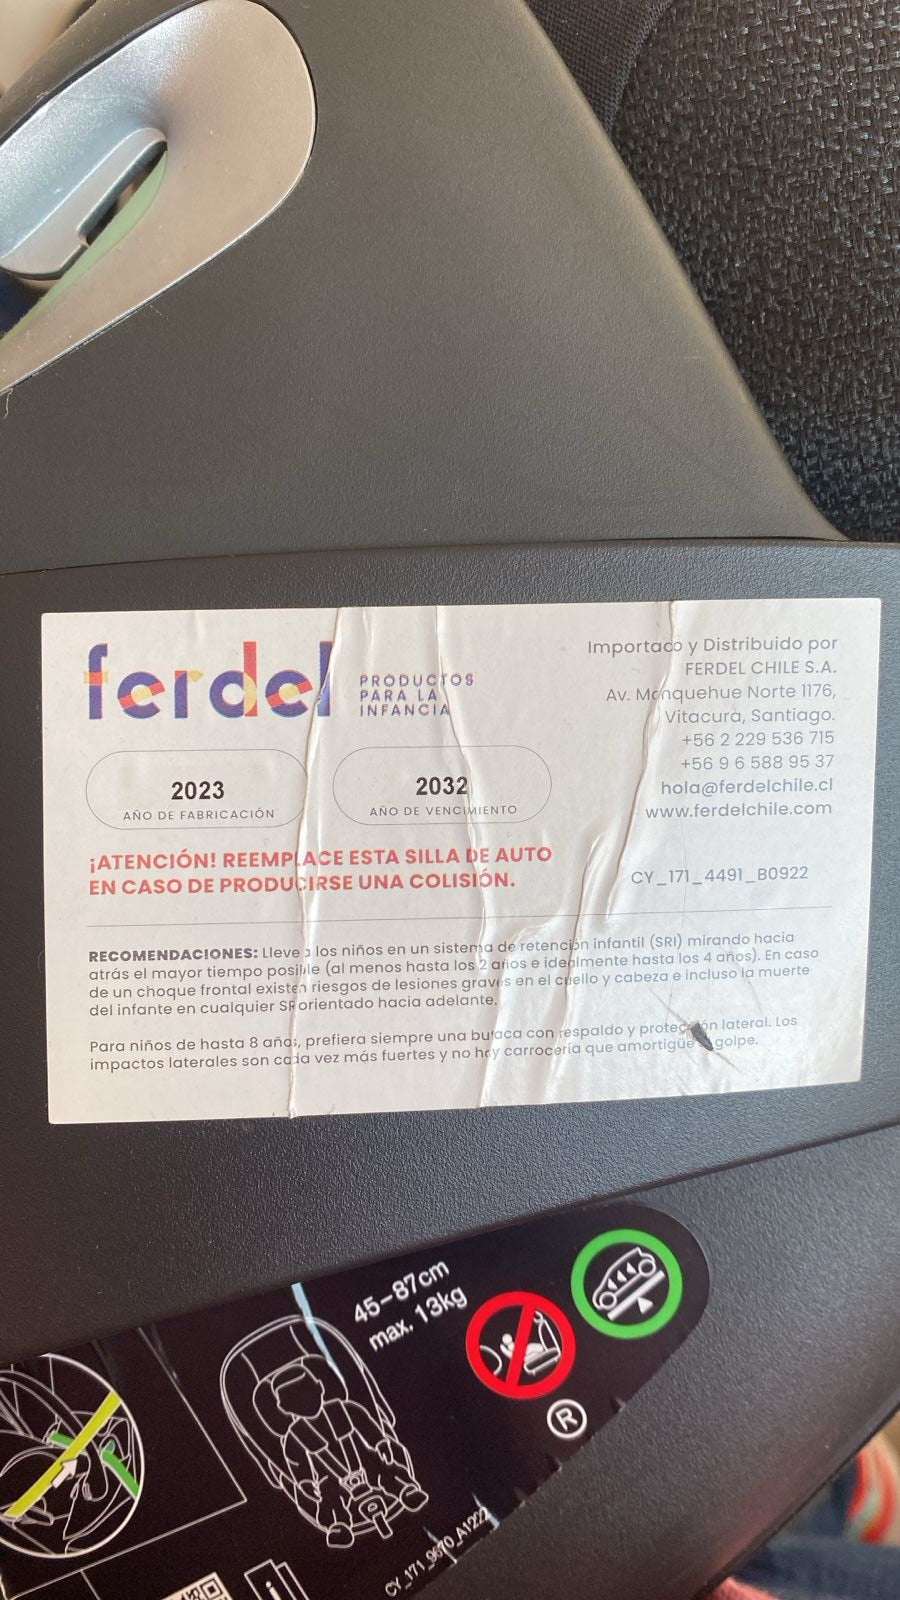 ferdel
PRODUCTOS
PARA LA
INFANCIA
Importado y Distribuido por
FERDEL CHILE S.A.
Av. Manquehue Norte 1176,
Vitacura, Santiago.
+56 2 229 536 715
+56 9 6 588 95 37
hola@ferdelchile.cl
www.ferdelchile.com
2023
AÑO DE FABRICACIÓN
2032
AÑO DE VENCIMIENTO
¡ATENCIÓN! REEMPLACE ESTA SILLA DE AUTO
EN CASO DE PRODUCIRSE UNA COLISIÓN.
CY_171_4491_B0922
RECOMENDACIONES: Lleve a los niños en un sistema de retención infantil (SRI) mirando hacia
atrás el mayor tiempo posible (al menos hasta los 2 años e idealmente hasta los 4 años). En caso
de un choque frontal existen riesgos de lesiones graves en el cuello y cabeza e incluso la muerte
del infante en cualquier SRI orientado hacia adelante.
Para niños de hasta 8 años, prefiera siempre una butaca con respaldo y protección lateral. Los
impactos laterales son cada vez más fuertes y no hay carrocería que amortigüe el golpe.
45-87cm
max. 13kg
R
CY_171_9670_A1222